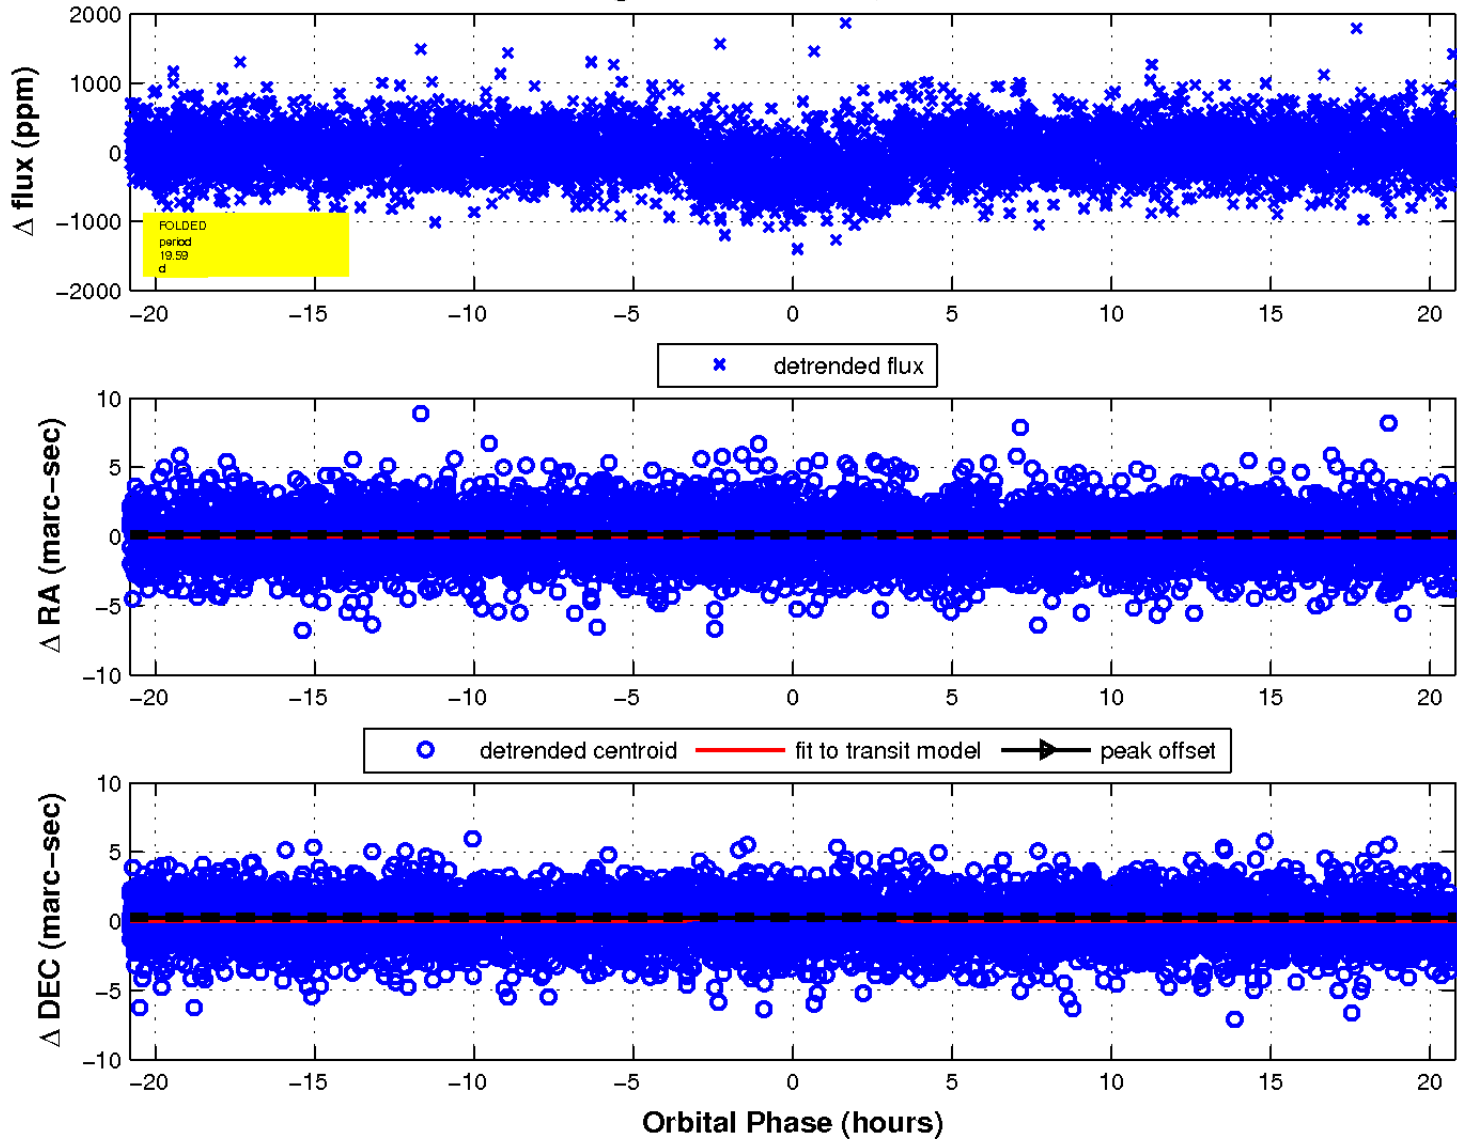 2000
1000
0
−1000
−2000
Δ flux (ppm)
FOLDED
period
19.59
d
−20 −15 −10 −5 0 5 10 15 20
detrended flux
10
5
0
−5
−10
Δ RA (marc−sec)
−20 −15 −10 −5 0 5 10 15 20
detrended centroid fit to transit model peak offset
10
5
0
−5
−10
Δ DEC (marc−sec)
−20 −15 −10 −5 0 5 10 15 20
Orbital Phase (hours)